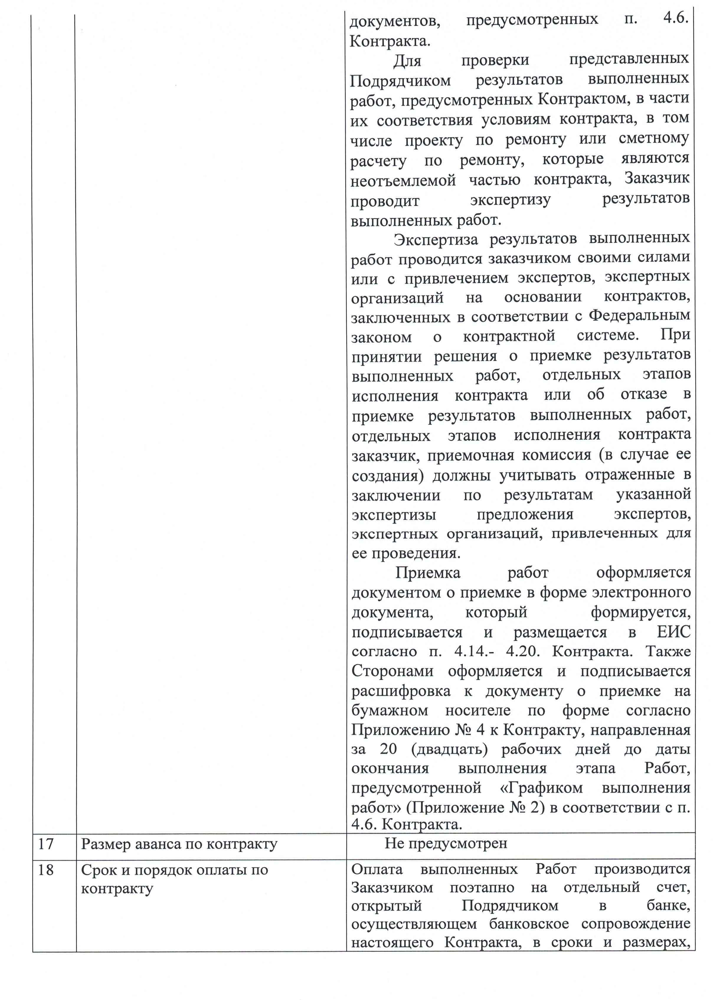 документов, предусмотренных п. 4.6.
Контракта.
Для проверки представленных
Подрядчиком результатов выполненных
работ, предусмотренных Контрактом, в части
их соответствия условиям контракта, в том
числе проекту по ремонту или сметному
расчету по ремонту, которые являются
неотъемлемой частью контракта, Заказчик
проводит экспертизу результатов
выполненных работ.
Экспертиза результатов выполненных
работ проводится заказчиком своими силами
или с привлечением экспертов, экспертных
организаций на основании контрактов,
заключенных в соответствии с Федеральным
законом о контрактной системе. При
принятии решения о приемке результатов
выполненных работ, отдельных этапов
исполнения контракта или об отказе в
приемке результатов выполненных работ,
отдельных этапов исполнения контракта
заказчик, приемочная комиссия (в случае ее
создания) должны учитывать отраженные в
заключении по результатам указанной
экспертизы предложения экспертов,
экспертных организаций, привлеченных для
ее проведения.
Приемка работ оформляется
документом о приемке в форме электронного
документа, который формируется,
подписывается и размещается в ЕИС
согласно п. 4.14.- 4.20. Контракта. Также
Сторонами оформляется и подписывается
расшифровка к документу о приемке на
бумажном носителе по форме согласно
Приложению № 4 к Контракту, направленная
за 20 (двадцать) рабочих дней до даты
окончания выполнения этапа Работ,
предусмотренной «Графиком выполнения
работ» (Приложение № 2) в соответствии с п.
4.6. Контракта.
17 Размер аванса по контракту Не предусмотрен
18 Срок и порядок оплаты по
контракту
Оплата выполненных Работ производится
Заказчиком поэтапно на отдельный счет,
открытый Подрядчиком в банке,
осуществляющем банковское сопровождение
настоящего Контракта, в сроки и размерах,